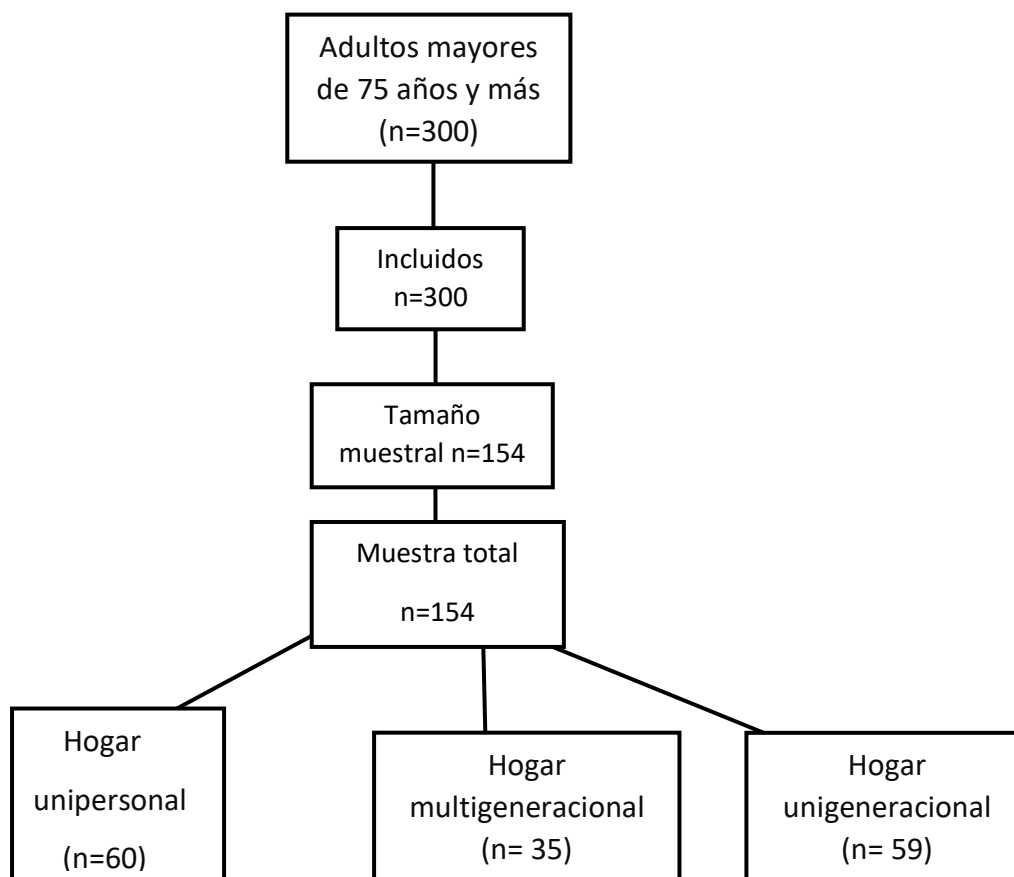 Adultos mayores
de 75 años y más
(n=300)
Incluidos
n=300
Tamaño
muestral n=154
Muestra total
n=154
Hogar
unipersonal
(n=60)
Hogar
multigeneracional
(n= 35)
Hogar
unigeneracional
(n= 59)